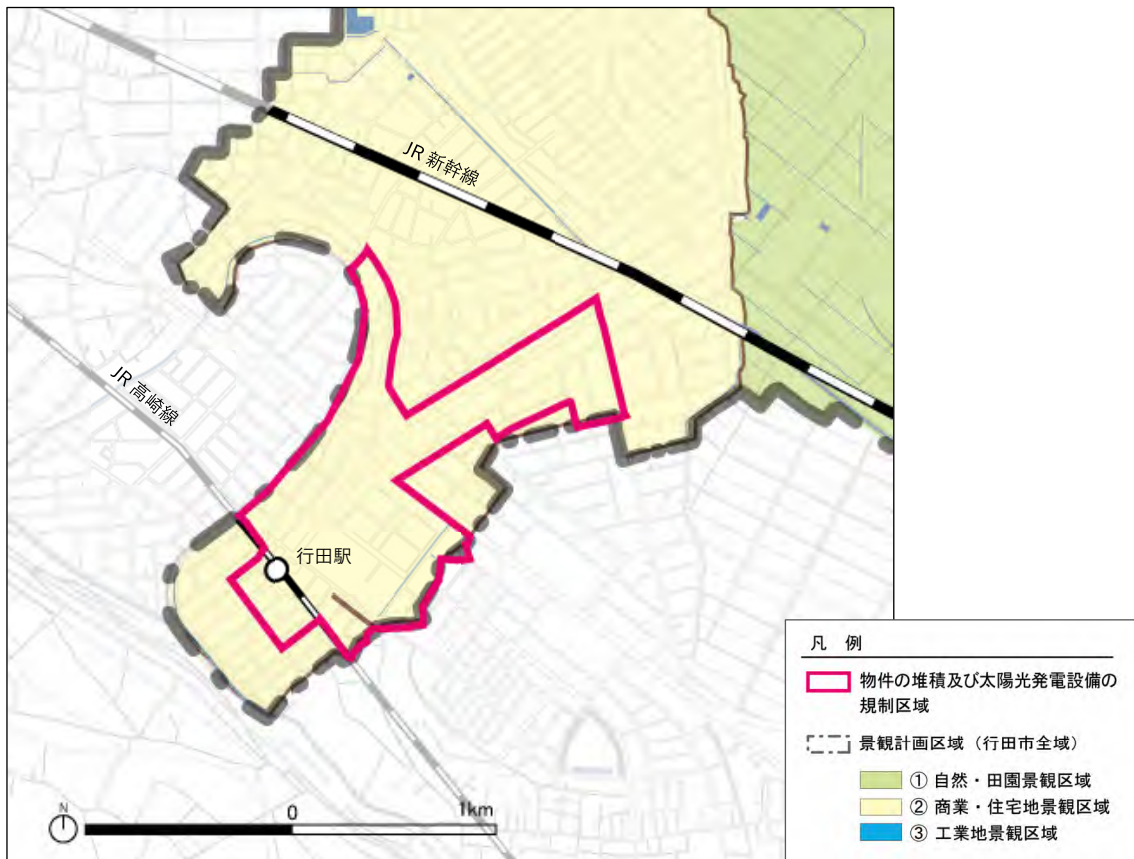 JR 新幹線
JR 高崎線
行田駅
N
0
1km
凡 例
物件の堆積及び太陽光発電設備の
規制区域
景観計画区域（行田市全域）
① 自然・田園景観区域
② 商業・住宅地景観区域
③ 工業地景観区域